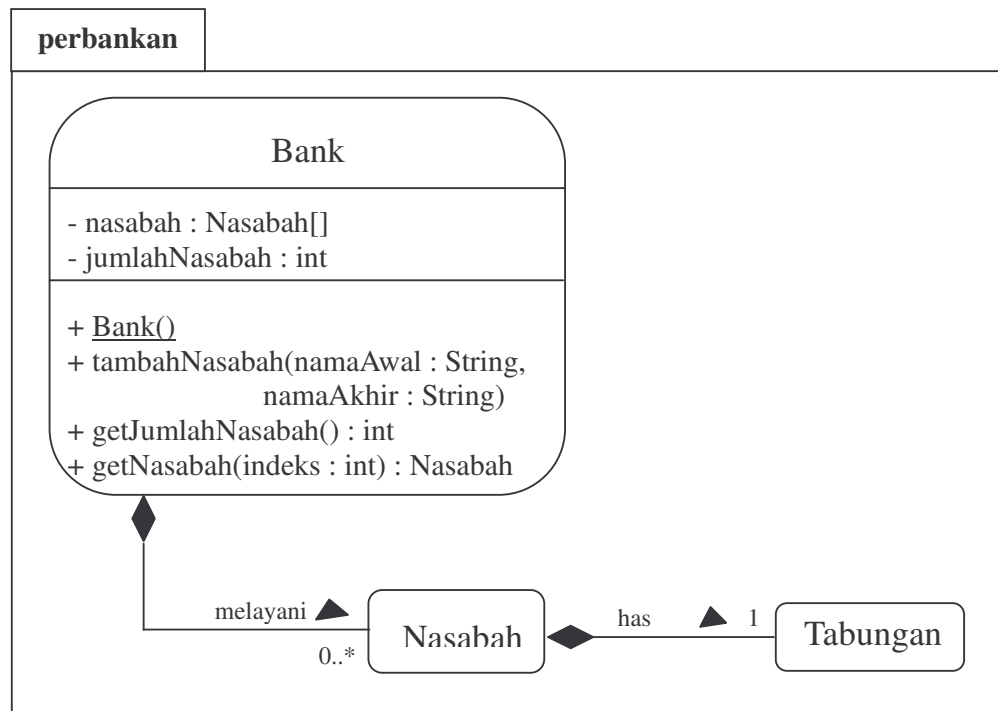 perbankan
Bank
- nasabah : Nasabah[]
- jumlahNasabah : int
+ Bank()
+ tambahNasabah(namaAwal : String,
namaAkhir : String)
+ getJumlahNasabah() : int
+ getNasabah(indeks : int) : Nasabah
melayani
0..*
Nasabah
has
1
Tabungan